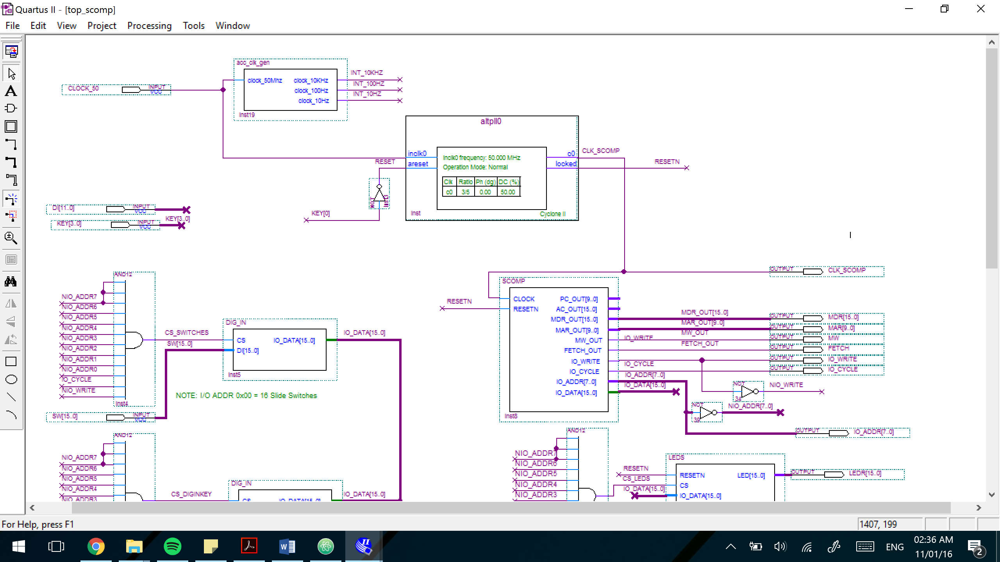 Quartus II - [top_scomp]
File Edit View Project Processing Tools Window
acc_clk_gen
clock_50Mhz clock_10KHz
clock_100Hz
clock_10Hz
inst19
INT_10KHZ
INT_100HZ
INT_10HZ
CLOCK_50 INPUT
VCC
altpll0
inclk0
areset
RESET
Inclk0 frequency: 50.000 MHz
Operation Mode: Normal
Clk Ratio Ph (dg) DC (%)
c0 3/5 0.00 50.00
c0
locked
inst
Cyclone II
CLK_SCOMP
RESETN
NOT
KEY[0]
DI[11..0] INPUT
VCC
KEY[3..0]
KEY[3..0] INPUT
VCC
OUTPUT CLK_SCOMP
AND12
NIO_ADDR7
NIO_ADDR6
NIO_ADDR5
NIO_ADDR4
NIO_ADDR3
NIO_ADDR2
NIO_ADDR1
NIO_ADDR0
IO_CYCLE
NIO_WRITE
inst4
CS_SWITCHES
SW[15..0]
DIG_IN
CS IO_DATA[15..0]
DI[15..0]
inst5
IO_DATA[15..0]
NOTE: I/O ADDR 0x00 = 16 Slide Switches
SW[15..0] INPUT
VCC
RESETN
SCOMP
CLOCK PC_OUT[9..0]
RESETN AC_OUT[15..0]
MDR_OUT[15..0]
MAR_OUT[9..0]
MW_OUT
FETCH_OUT
IO_WRITE
IO_CYCLE
IO_ADDR[7..0]
IO_DATA[15..0]
inst8
MDR_OUT[15..0]
MAR_OUT[9..0]
MW_OUT
IO_WRITE
FETCH_OUT
IO_CYCLE
IO_ADDR[7..0]
IO_DATA[15..0]
OUTPUT MDR[15..0]
OUTPUT MAR[9..0]
OUTPUT MW
OUTPUT FETCH
OUTPUT IO_WRITE
OUTPUT IO_CYCLE
NOT
34
NIO_WRITE
NOT
39
NIO_ADDR[7..0]
OUTPUT IO_ADDR[7..0]
AND12
NIO_ADDR7
NIO_ADDR6
NIO_ADDR5
NIO_ADDR4
NIO_ADDR3
CS_DIGINKEY
DIG_IN
CS IO_DATA[15..0]
IO_DATA[15..0]
AND12
NIO_ADDR7
NIO_ADDR6
NIO_ADDR5
NIO_ADDR4
NIO_ADDR3
RESETN
CS_LEDS
IO_DATA[15..0]
LEDS
RESETN LED[15..0]
CS
IO_DATA[15..0]
OUTPUT LEDR[15..0]
For Help, press F1
1407, 199
ENG
02:36 AM
11/01/16
2